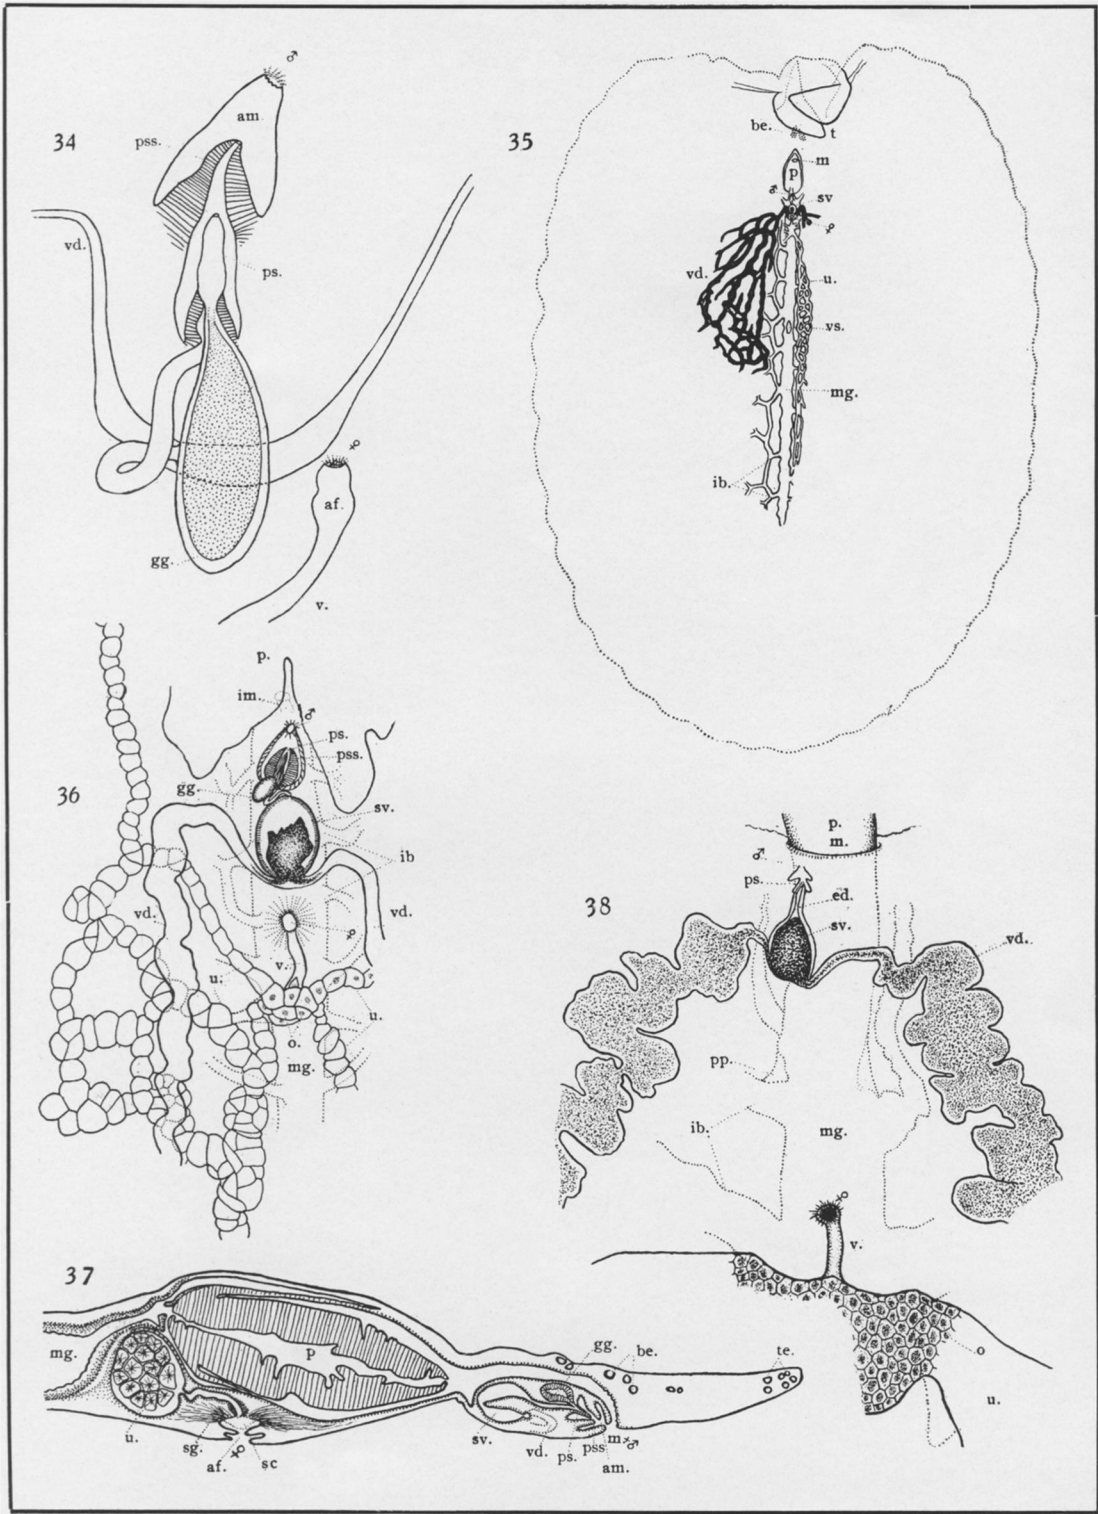 ♂
am.
34
pss.
vd.
ps.
♀
af.
gg.
v.
35
be.
t
m
p
♂
sv
♀
vd.
u.
vs.
mg.
ib.
p.
im.
♂
ps.
pss.
gg.
36
sv.
ib
vd.
vd.
♀
v.
u.
u.
o.
mg.
p.
m.
♂
ps.
ed.
38
sv.
vd.
pp.
ib.
mg.
♀
v.
o
u.
37
mg.
p
gg.
be.
te.
u.
sg.
af.
♀
sc
sv.
vd.
ps.
pss
m.
♂
am.